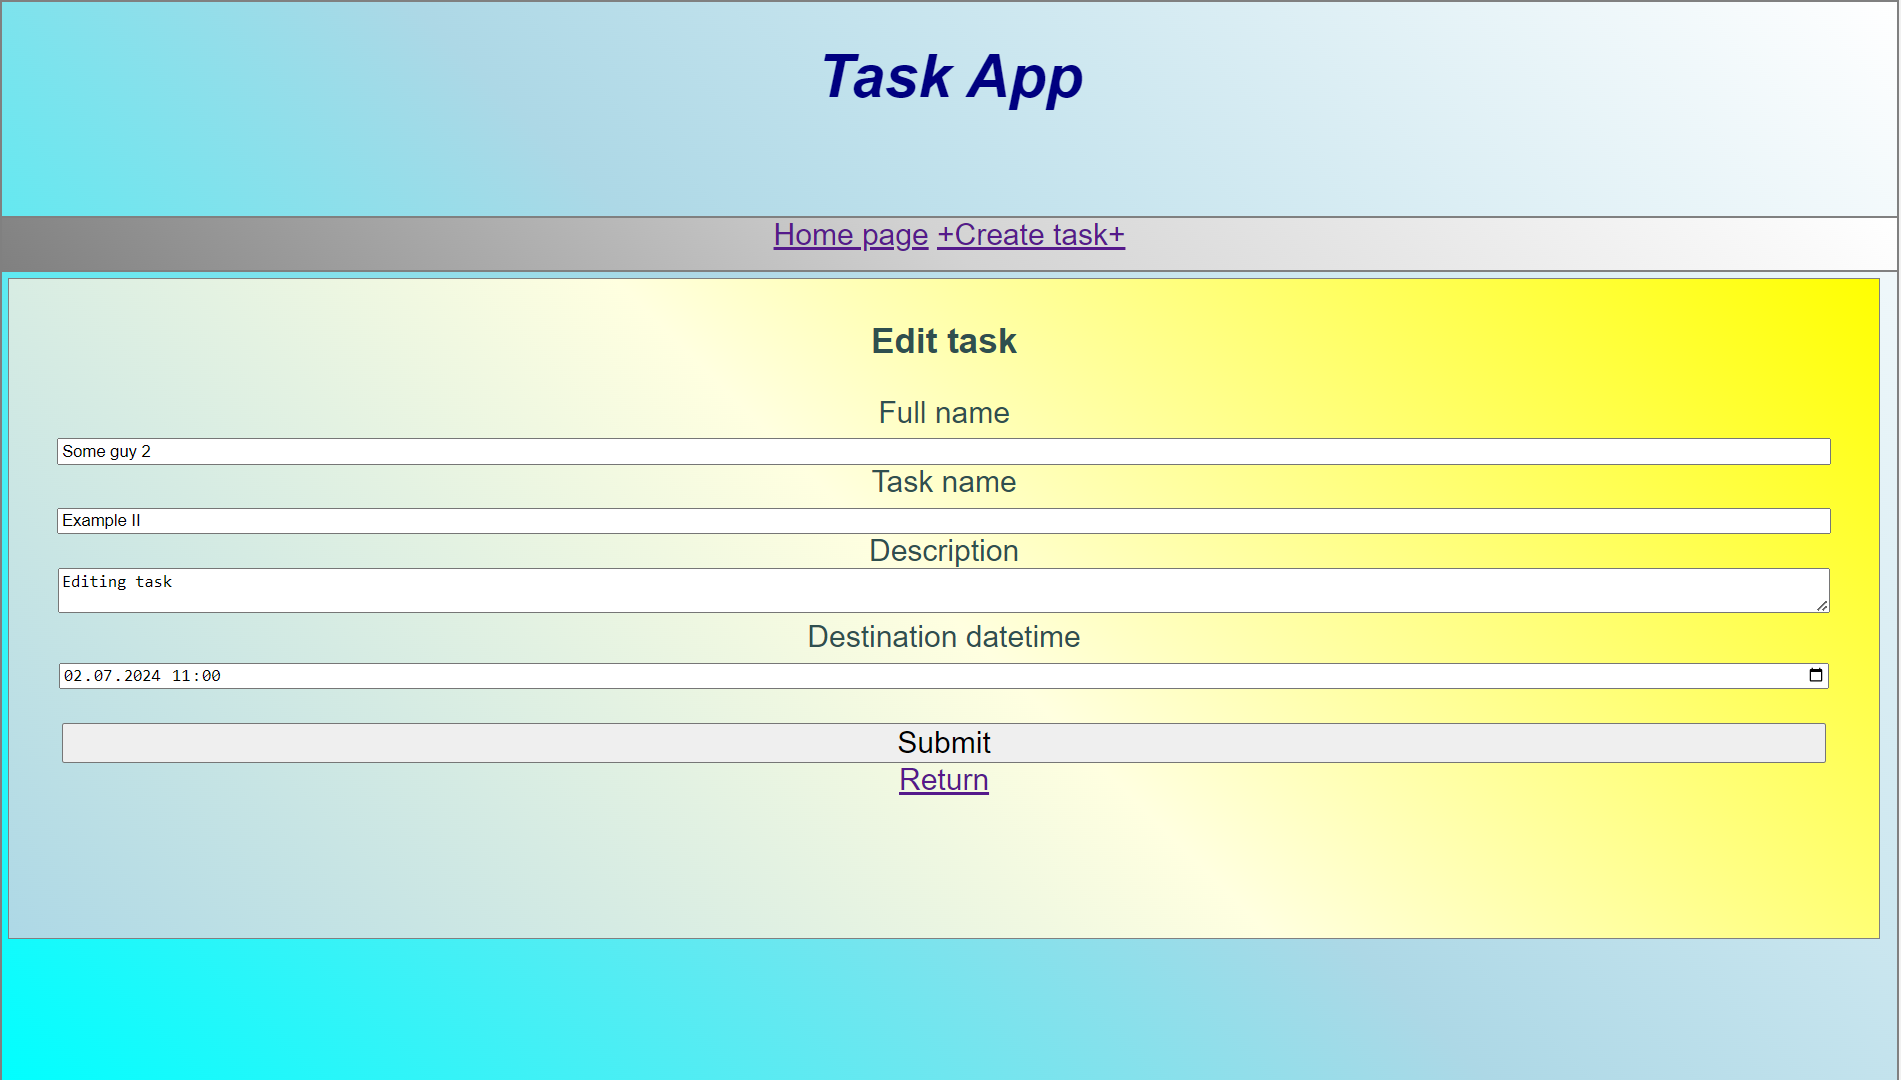 Task App
Home page +Create task+
Edit task
Full name
Some guy 2
Task name
Example II
Description
Editing task
Destination datetime
02.07.2024 11:00
Submit
Return